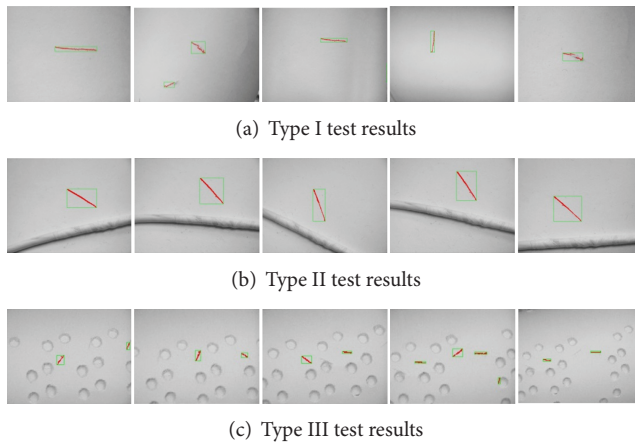 (a) Type I test results
(b) Type II test results
(c) Type III test results